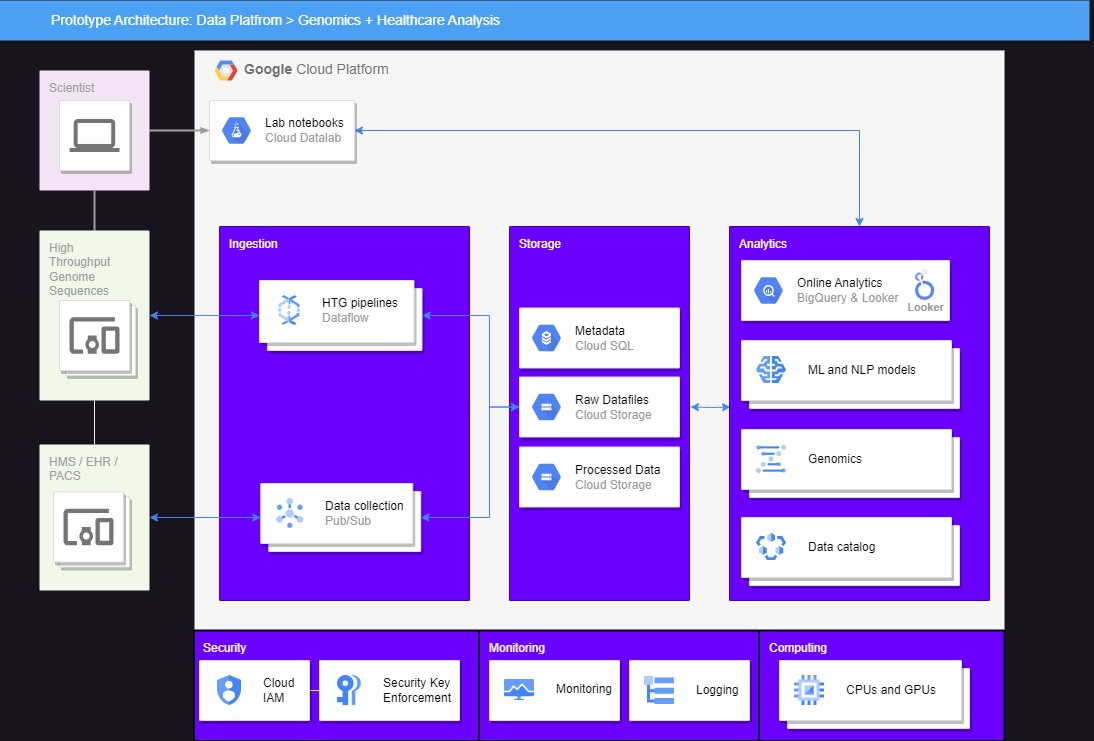 Prototype Architecture: Data Platfrom > Genomics + Healthcare Analysis
Google Cloud Platform
Scientist
Lab notebooks
Cloud Datalab
High
Throughput
Genome
Sequences
HMS / EHR /
PACS
Ingestion
HTG pipelines
Dataflow
Data collection
Pub/Sub
Storage
Metadata
Cloud SQL
Raw Datafiles
Cloud Storage
Processed Data
Cloud Storage
Analytics
Online Analytics
BigQuery & Looker
Looker
ML and NLP models
Genomics
Data catalog
Security
Cloud
IAM
Security Key
Enforcement
Monitoring
Monitoring
Logging
Computing
CPUs and GPUs